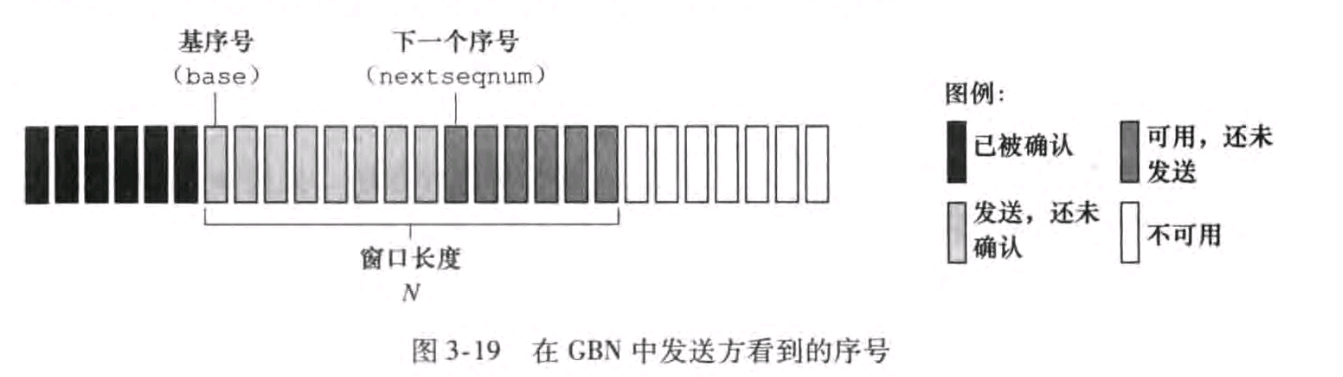 基序号
(base)
下一个序号
(nextseqnum)
窗口长度
N
图例:
已被确认
可用，还未
发送
发送，还未
确认
不可用
图 3-19 在 GBN 中发送方看到的序号